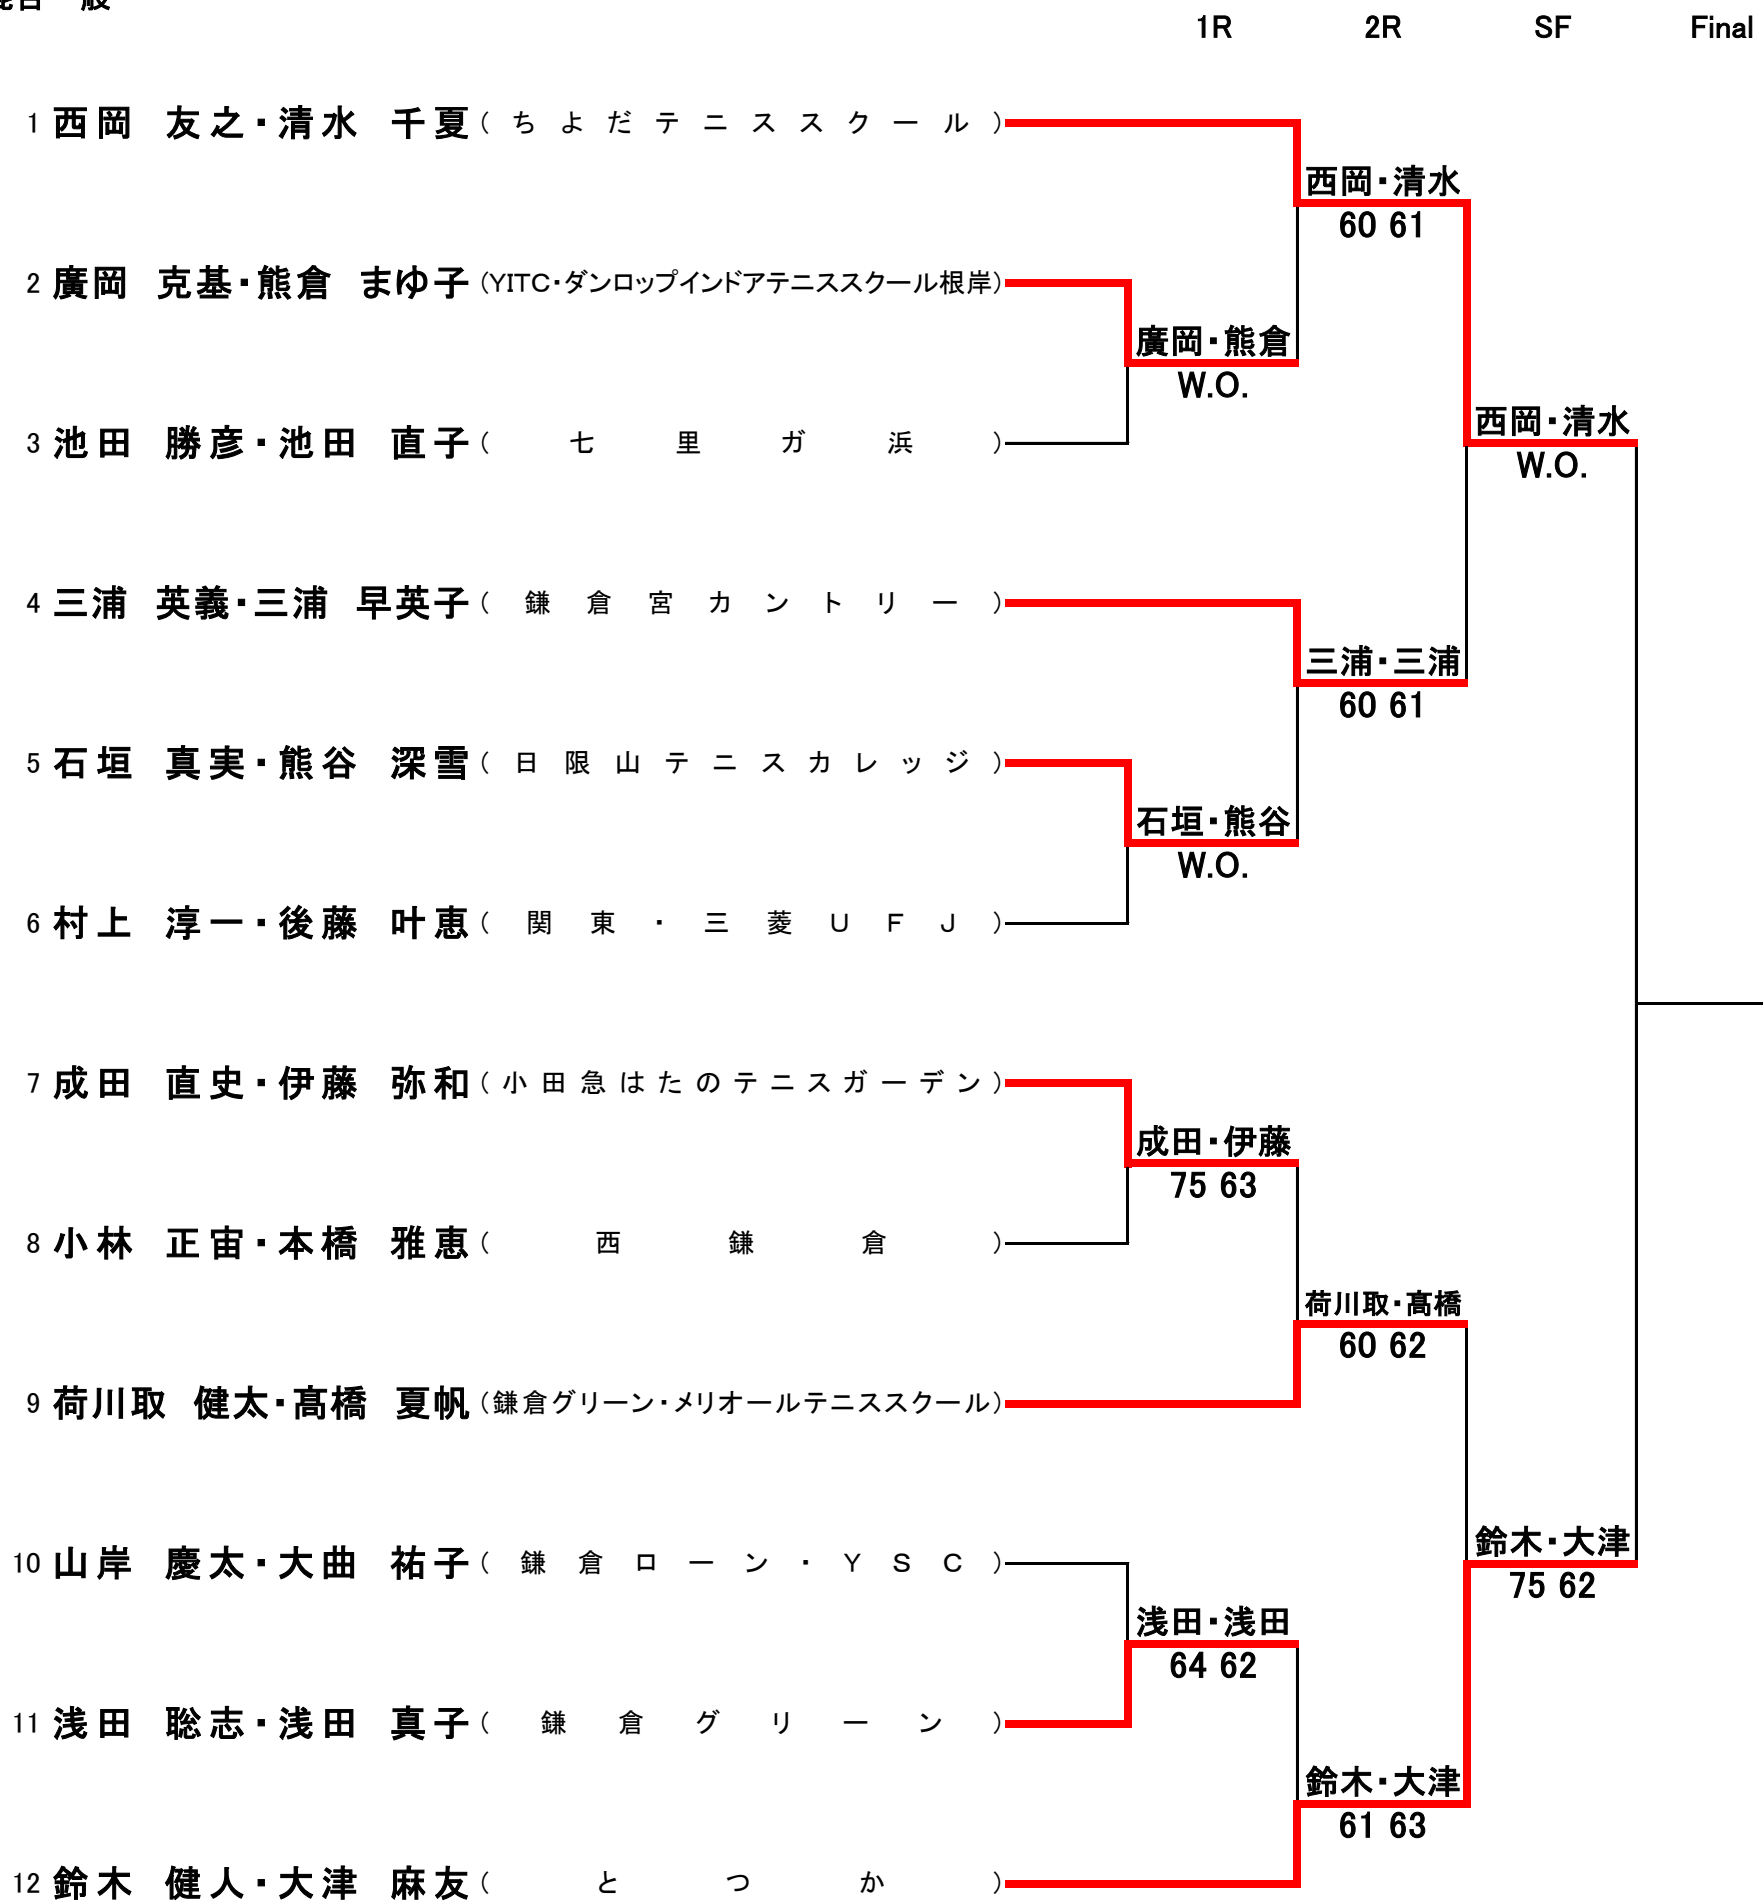 1R 2R SF Final
1 西岡 友之・清水 千夏 (ちよだテニススクール)
西岡・清水
60 61
2 廣岡 克基・熊倉 まゆ子 (YITC・ダンロップインドアテニススクール根岸)
廣岡・熊倉
W.O.
3 池田 勝彦・池田 直子 (七里ガ浜)
西岡・清水
W.O.
4 三浦 英義・三浦 早英子 (鎌倉宮カントリー)
三浦・三浦
60 61
5 石垣 真実・熊谷 深雪 (日限山テニスカレッジ)
石垣・熊谷
W.O.
6 村上 淳一・後藤 叶恵 (関東・三菱UFJ)
7 成田 直史・伊藤 弥和 (小田急はたのテニスガーデン)
成田・伊藤
75 63
8 小林 正宙・本橋 雅恵 (西鎌倉)
荷川取・髙橋
60 62
9 荷川取 健太・髙橋 夏帆 (鎌倉グリーン・メリオールテニススクール)
10 山岸 慶太・大曲 祐子 (鎌倉ローン・YSC)
鈴木・大津
75 62
浅田・浅田
64 62
11 浅田 聡志・浅田 真子 (鎌倉グリーン)
鈴木・大津
61 63
12 鈴木 健人・大津 麻友 (とつか)